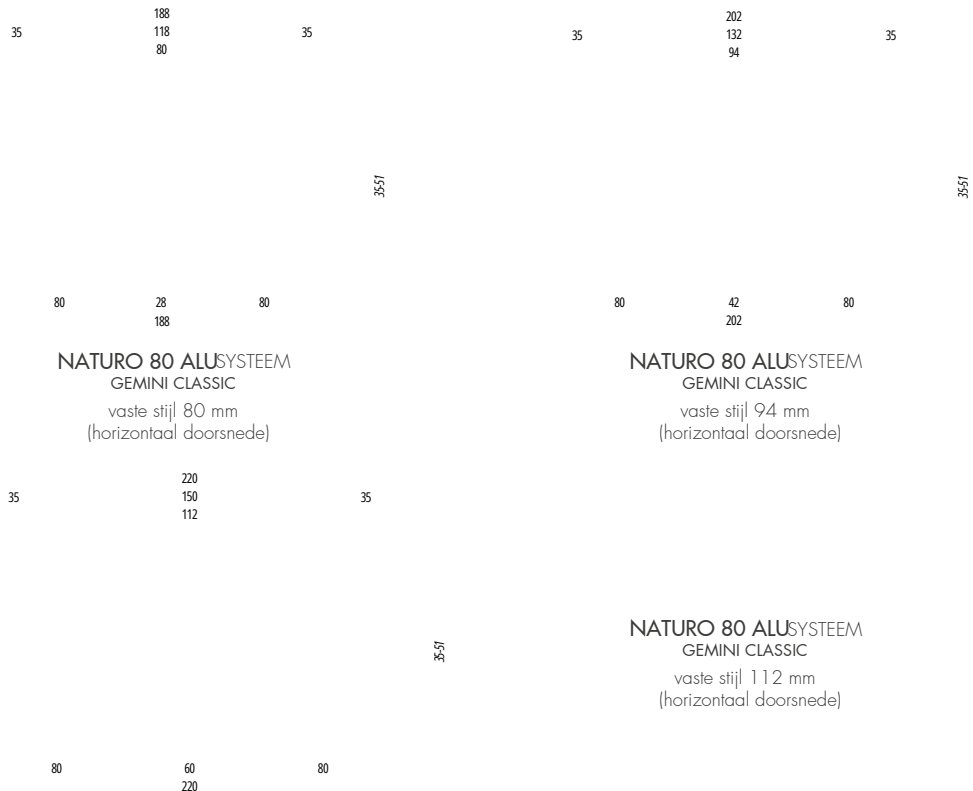 188
35 118 35
80
35-51
80 28 80
188
NATURO 80 ALUSYSTEEM
GEMINI CLASSIC
vaste stijl 80 mm
(horizontaal doorsnede)
202
35 132 35
94
35-51
80 42 80
202
NATURO 80 ALUSYSTEEM
GEMINI CLASSIC
vaste stijl 94 mm
(horizontaal doorsnede)
220
35 150 35
112
35-51
80 60 80
220
NATURO 80 ALUSYSTEEM
GEMINI CLASSIC
vaste stijl 112 mm
(horizontaal doorsnede)